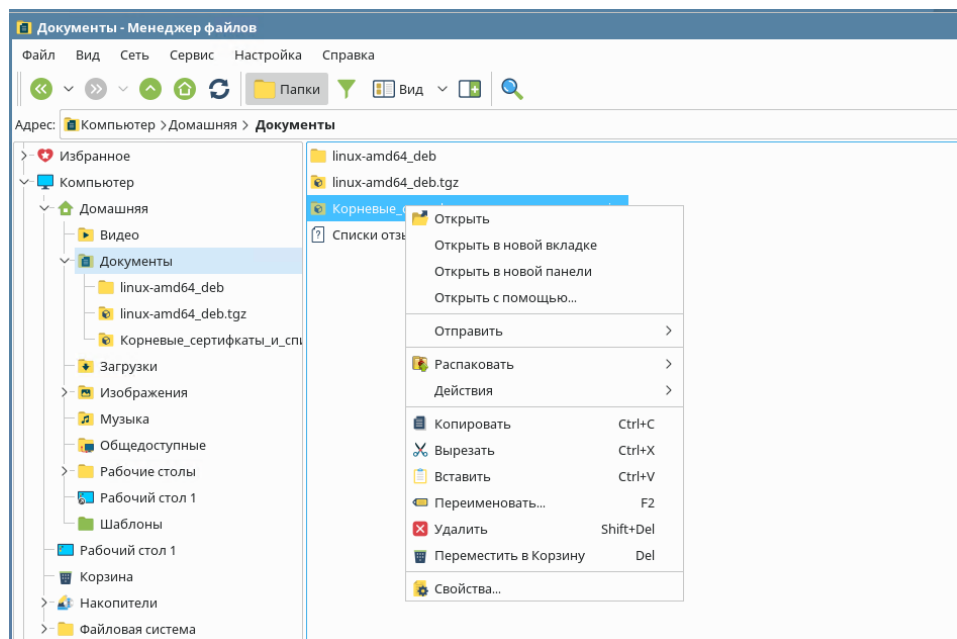 Документы - Менеджер файлов
Файл Вид Сеть Сервис Настройка Справка
Папки Вид
Адрес: Компьютер > Домашняя > Документы
Избранное
Компьютер
Домашняя
Видео
Документы
linux-amd64_deb
linux-amd64_deb.tgz
Корневые_сертифкаты_и_спи
Загрузки
Изображения
Музыка
Общедоступные
Рабочие столы
Рабочий стол 1
Шаблоны
Рабочий стол 1
Корзина
Накопители
Файловая система
linux-amd64_deb
linux-amd64_deb.tgz
Корневые_
Списки отзы
Открыть
Открыть в новой вкладке
Открыть в новой панели
Открыть с помощью...
Отправить
Распаковать
Действия
Копировать Ctrl+C
Вырезать Ctrl+X
Вставить Ctrl+V
Переименовать... F2
Удалить Shift+Del
Переместить в Корзину Del
Свойства...